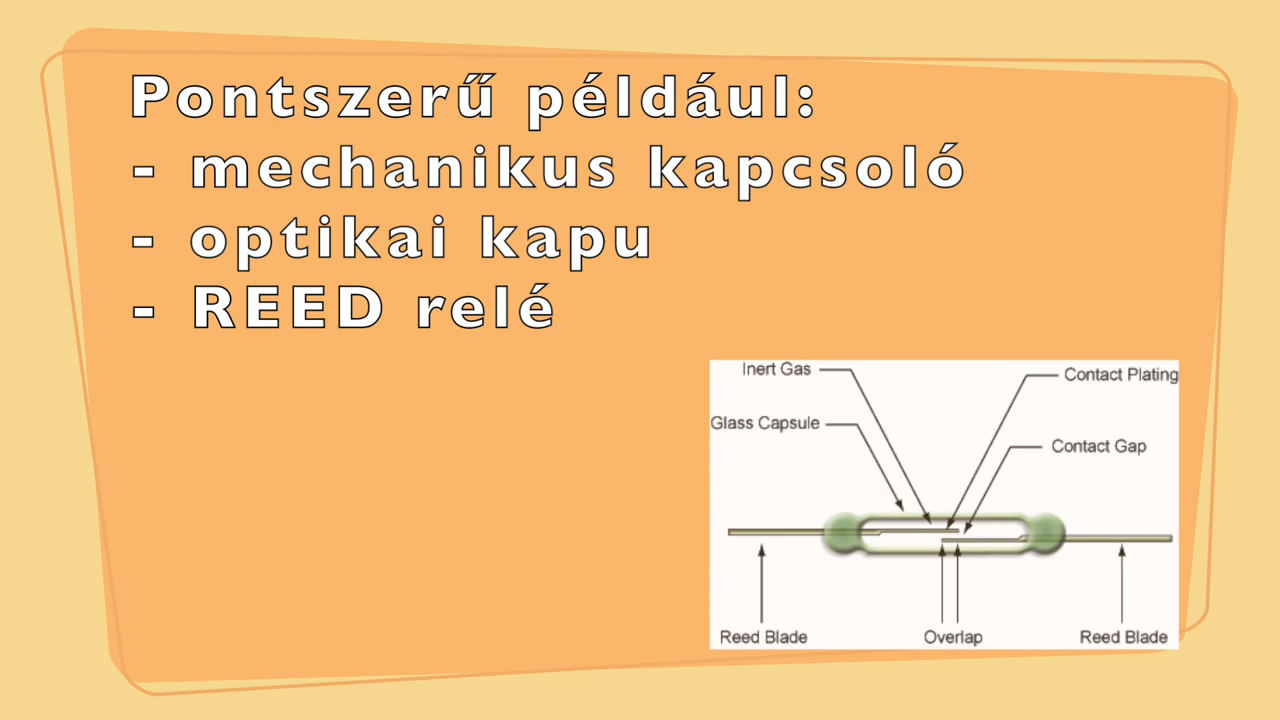 Pontszerű például:
- mechanikus kapcsoló
- optikai kapu
- REED relé
Inert Gas
Contact Plating
Glass Capsule
Contact Gap
Reed Blade
Overlap
Reed Blade